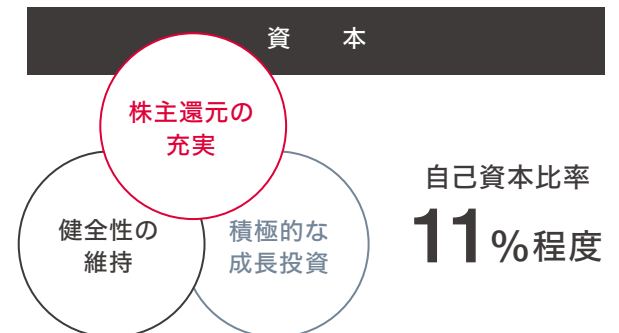 資本
株主還元の
充実
健全性の
維持
積極的な
成長投資
自己資本比率
11%程度